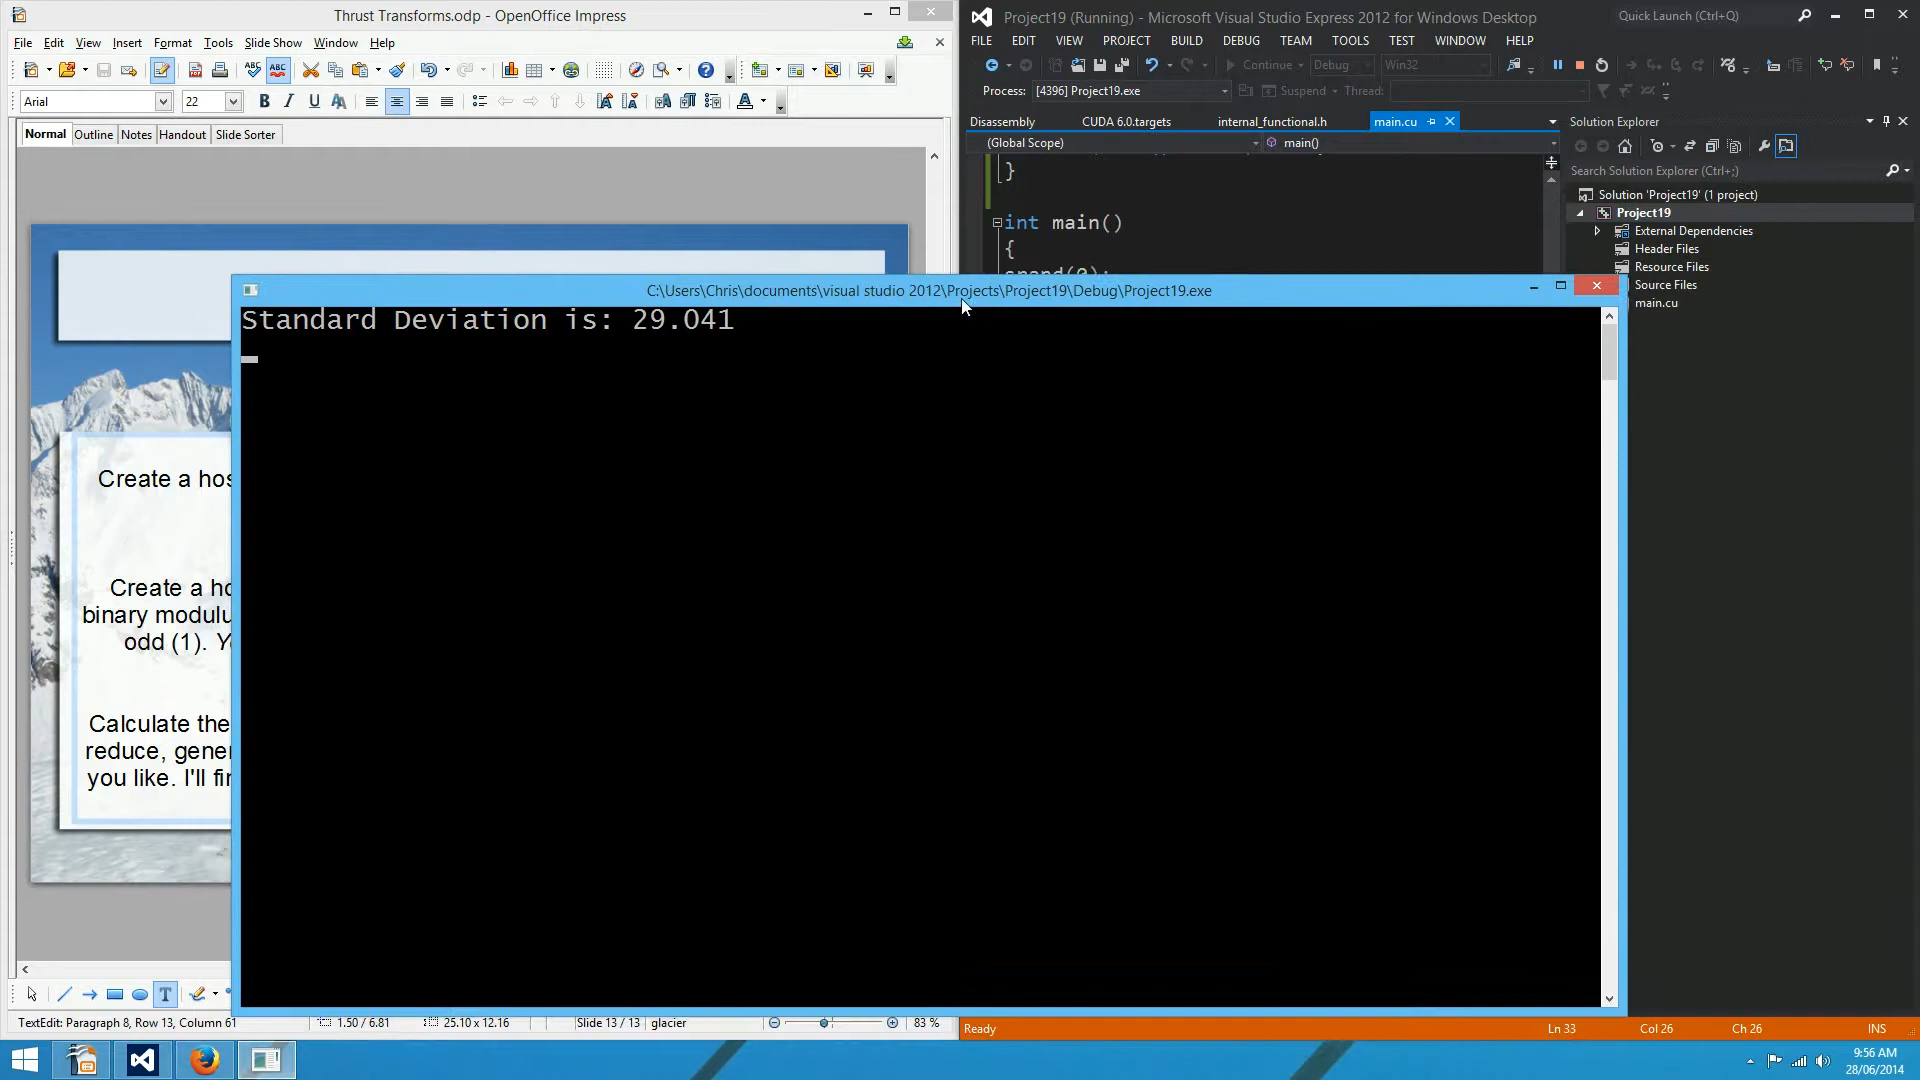 Thrust Transforms.odp - OpenOffice Impress
File Edit View Insert Format Tools Slide Show Window Help
Arial 22
Normal Outline Notes Handout Slide Sorter
Create a hos
Create a ho
binary modulu
odd (1). Y
Calculate the
reduce, gener
you like. I'll fi
TextEdit: Paragraph 8, Row 13, Column 61 1.50 / 6.81 25.10 x 12.16 Slide 13 / 13 glacier 83 %
Project19 (Running) - Microsoft Visual Studio Express 2012 for Windows Desktop Quick Launch (Ctrl+Q)
FILE EDIT VIEW PROJECT BUILD DEBUG TEAM TOOLS TEST WINDOW HELP
Continue Debug Win32
Process: [4396] Project19.exe Suspend Thread:
Disassembly CUDA 6.0.targets internal_functional.h main.cu
(Global Scope) main()
}
int main()
{
Solution Explorer
Search Solution Explorer (Ctrl+;)
Solution 'Project19' (1 project)
Project19
External Dependencies
Header Files
Resource Files
Source Files
main.cu
C:\Users\Chris\documents\visual studio 2012\Projects\Project19\Debug\Project19.exe
Standard Deviation is: 29.041
Ready Ln 33 Col 26 Ch 26 INS
9:56 AM
28/06/2014